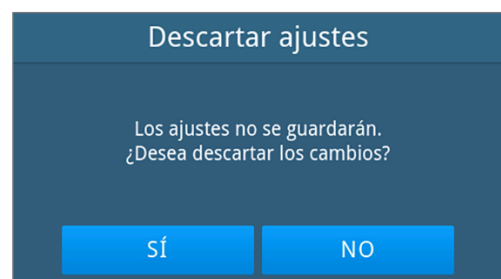 Descartar ajustes
Los ajustes no se guardarán.
¿Desea descartar los cambios?
SÍ
NO